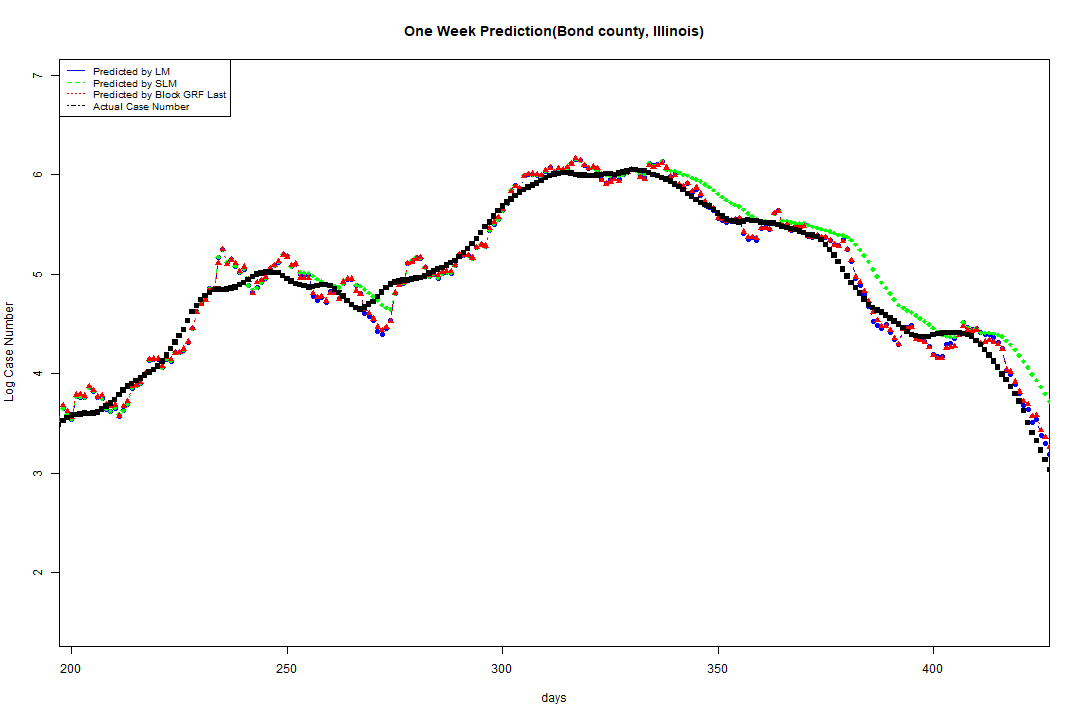 One Week Prediction(Bond county, Illinois)
Predicted by LM
Predicted by SLM
Predicted by Block GRF Last
Actual Case Number
7
6
5
4
3
2
Log Case Number
200 250 300 350 400
days